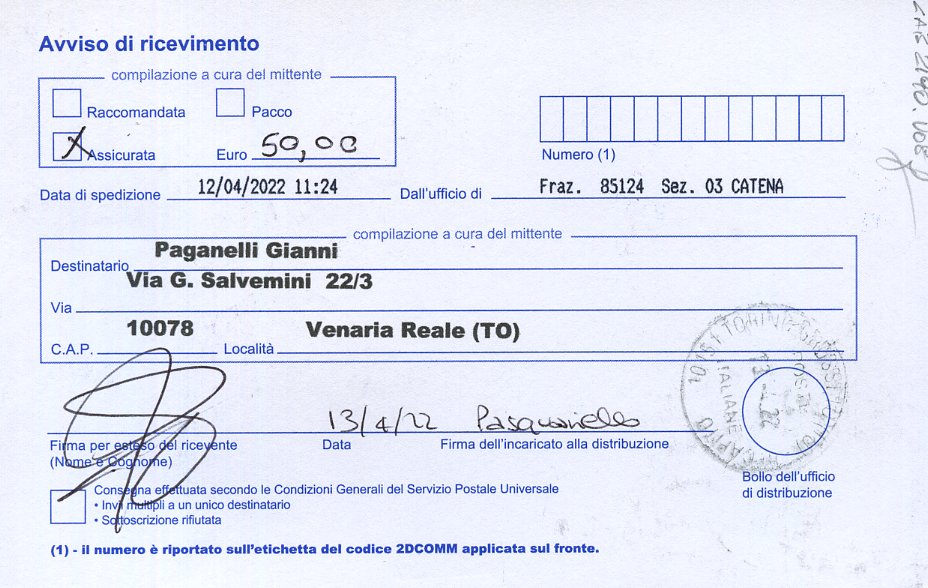 Avviso di ricevimento
compilazione a cura del mittente
Raccomandata Pacco
X Assicurata Euro 50,00
Numero (1)
Data di spedizione 12/04/2022 11:24 Dall'ufficio di Fraz. 85124 Sez. 03 CATENA
compilazione a cura del mittente
Destinatario Paganelli Gianni
Via Via G. Salvemini 22/3
C.A.P. 10078 Località Venaria Reale (TO)
13/4/22 Pasquariello
Firma per esteso del ricevente
(Nome e Cognome)
Data
Firma dell'incaricato alla distribuzione
10151 TORINO
POSTE
ITALIANE
RECAPITO
Bollo dell'ufficio
di distribuzione
Consegna effettuata secondo le Condizioni Generali del Servizio Postale Universale
• Invii multipli a un unico destinatario
• Sottoscrizione rifiutata
(1) - il numero è riportato sull'etichetta del codice 2DCOMM applicata sul fronte.